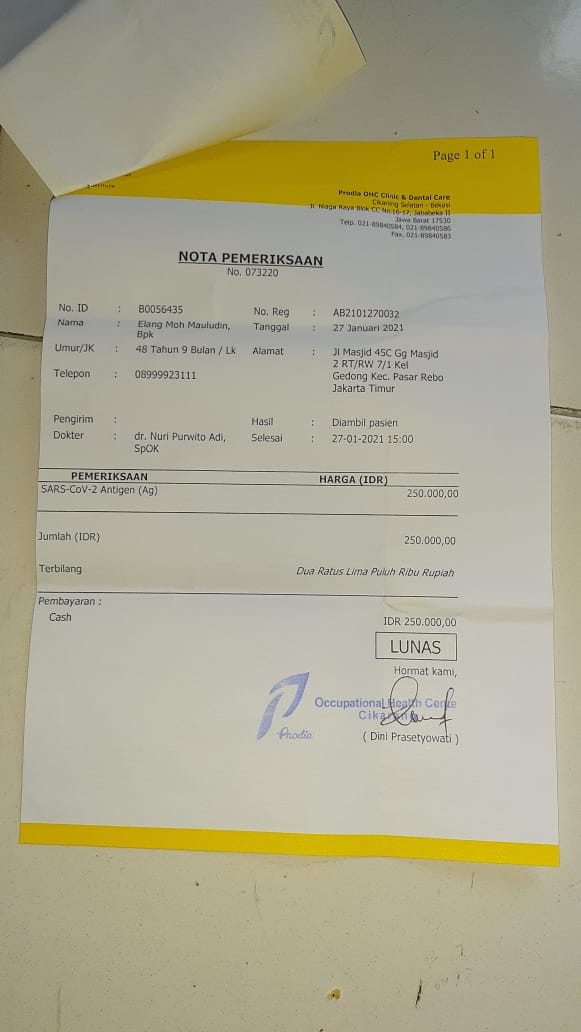 Page 1 of 1
Institute
Prodia OHC Clinic & Dental Care
Cikarang Selatan - Bekasi
Jl. Niaga Raya Blok CC No.16-17, Jababeka II
Jawa Barat 17530
Telp. 021-89840584, 021-89840586
Fax. 021-89840583
NOTA PEMERIKSAAN
No. 073220
No. ID : B0056435 No. Reg : AB2101270032
Nama : Elang Moh Mauludin, Bpk Tanggal : 27 Januari 2021
Umur/JK : 48 Tahun 9 Bulan / Lk Alamat : Jl Masjid 45C Gg Masjid
2 RT/RW 7/1 Kel
Telepon : 08999923111 Gedong Kec. Pasar Rebo
Jakarta Timur
Pengirim : Hasil : Diambil pasien
Dokter : dr. Nuri Purwito Adi, Selesai : 27-01-2021 15:00
SpOK
PEMERIKSAAN HARGA (IDR)
SARS-CoV-2 Antigen (Ag) 250.000,00
Jumlah (IDR) 250.000,00
Terbilang Dua Ratus Lima Puluh Ribu Rupiah
Pembayaran :
Cash IDR 250.000,00
LUNAS
Hormat kami,
Prodia
Occupational Health Cente
Cikarang
( Dini Prasetyowati )